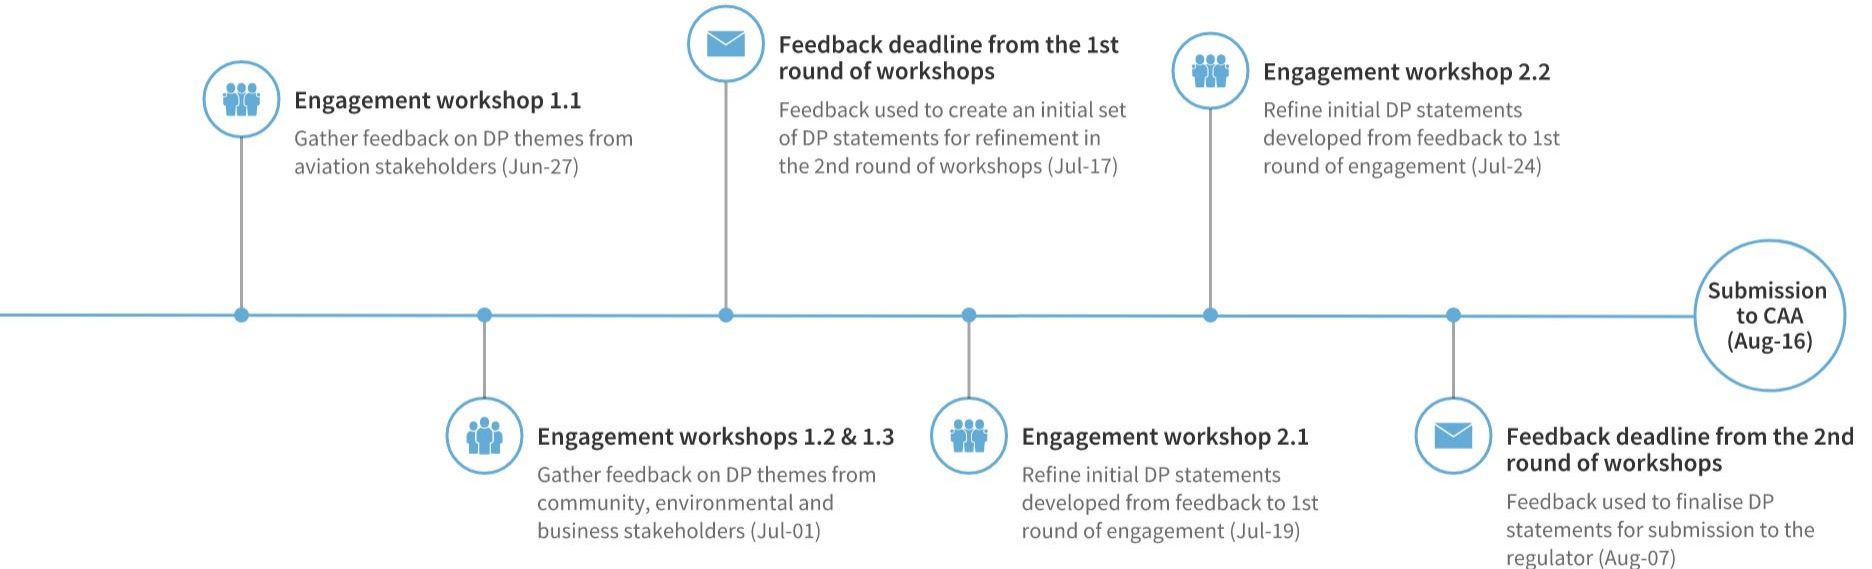 Engagement workshop 1.1
Gather feedback on DP themes from
aviation stakeholders (Jun-27)
Engagement workshops 1.2 & 1.3
Gather feedback on DP themes from
community, environmental and
business stakeholders (Jul-01)
Feedback deadline from the 1st
round of workshops
Feedback used to create an initial set
of DP statements for refinement in
the 2nd round of workshops (Jul-17)
Engagement workshop 2.1
Refine initial DP statements
developed from feedback to 1st
round of engagement (Jul-19)
Engagement workshop 2.2
Refine initial DP statements
developed from feedback to 1st
round of engagement (Jul-24)
Feedback deadline from the 2nd
round of workshops
Feedback used to finalise DP
statements for submission to the
regulator (Aug-07)
Submission
to CAA
(Aug-16)